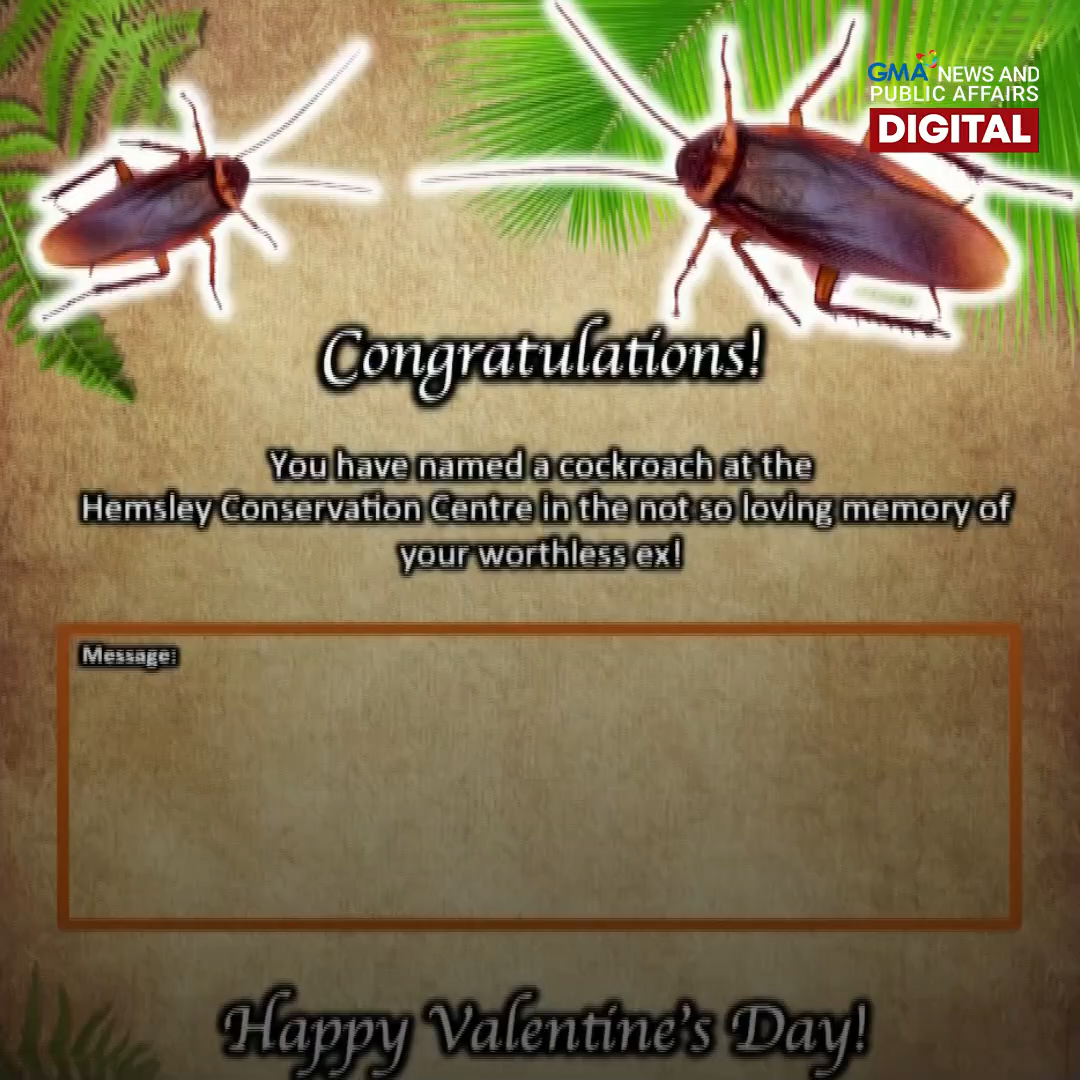 GMA NEWS AND
PUBLIC AFFAIRS
DIGITAL
Congratulations!
You have named a cockroach at the
Hemsley Conservation Centre in the not so loving memory of
your worthless ex!
Message:
Happy Valentine's Day!